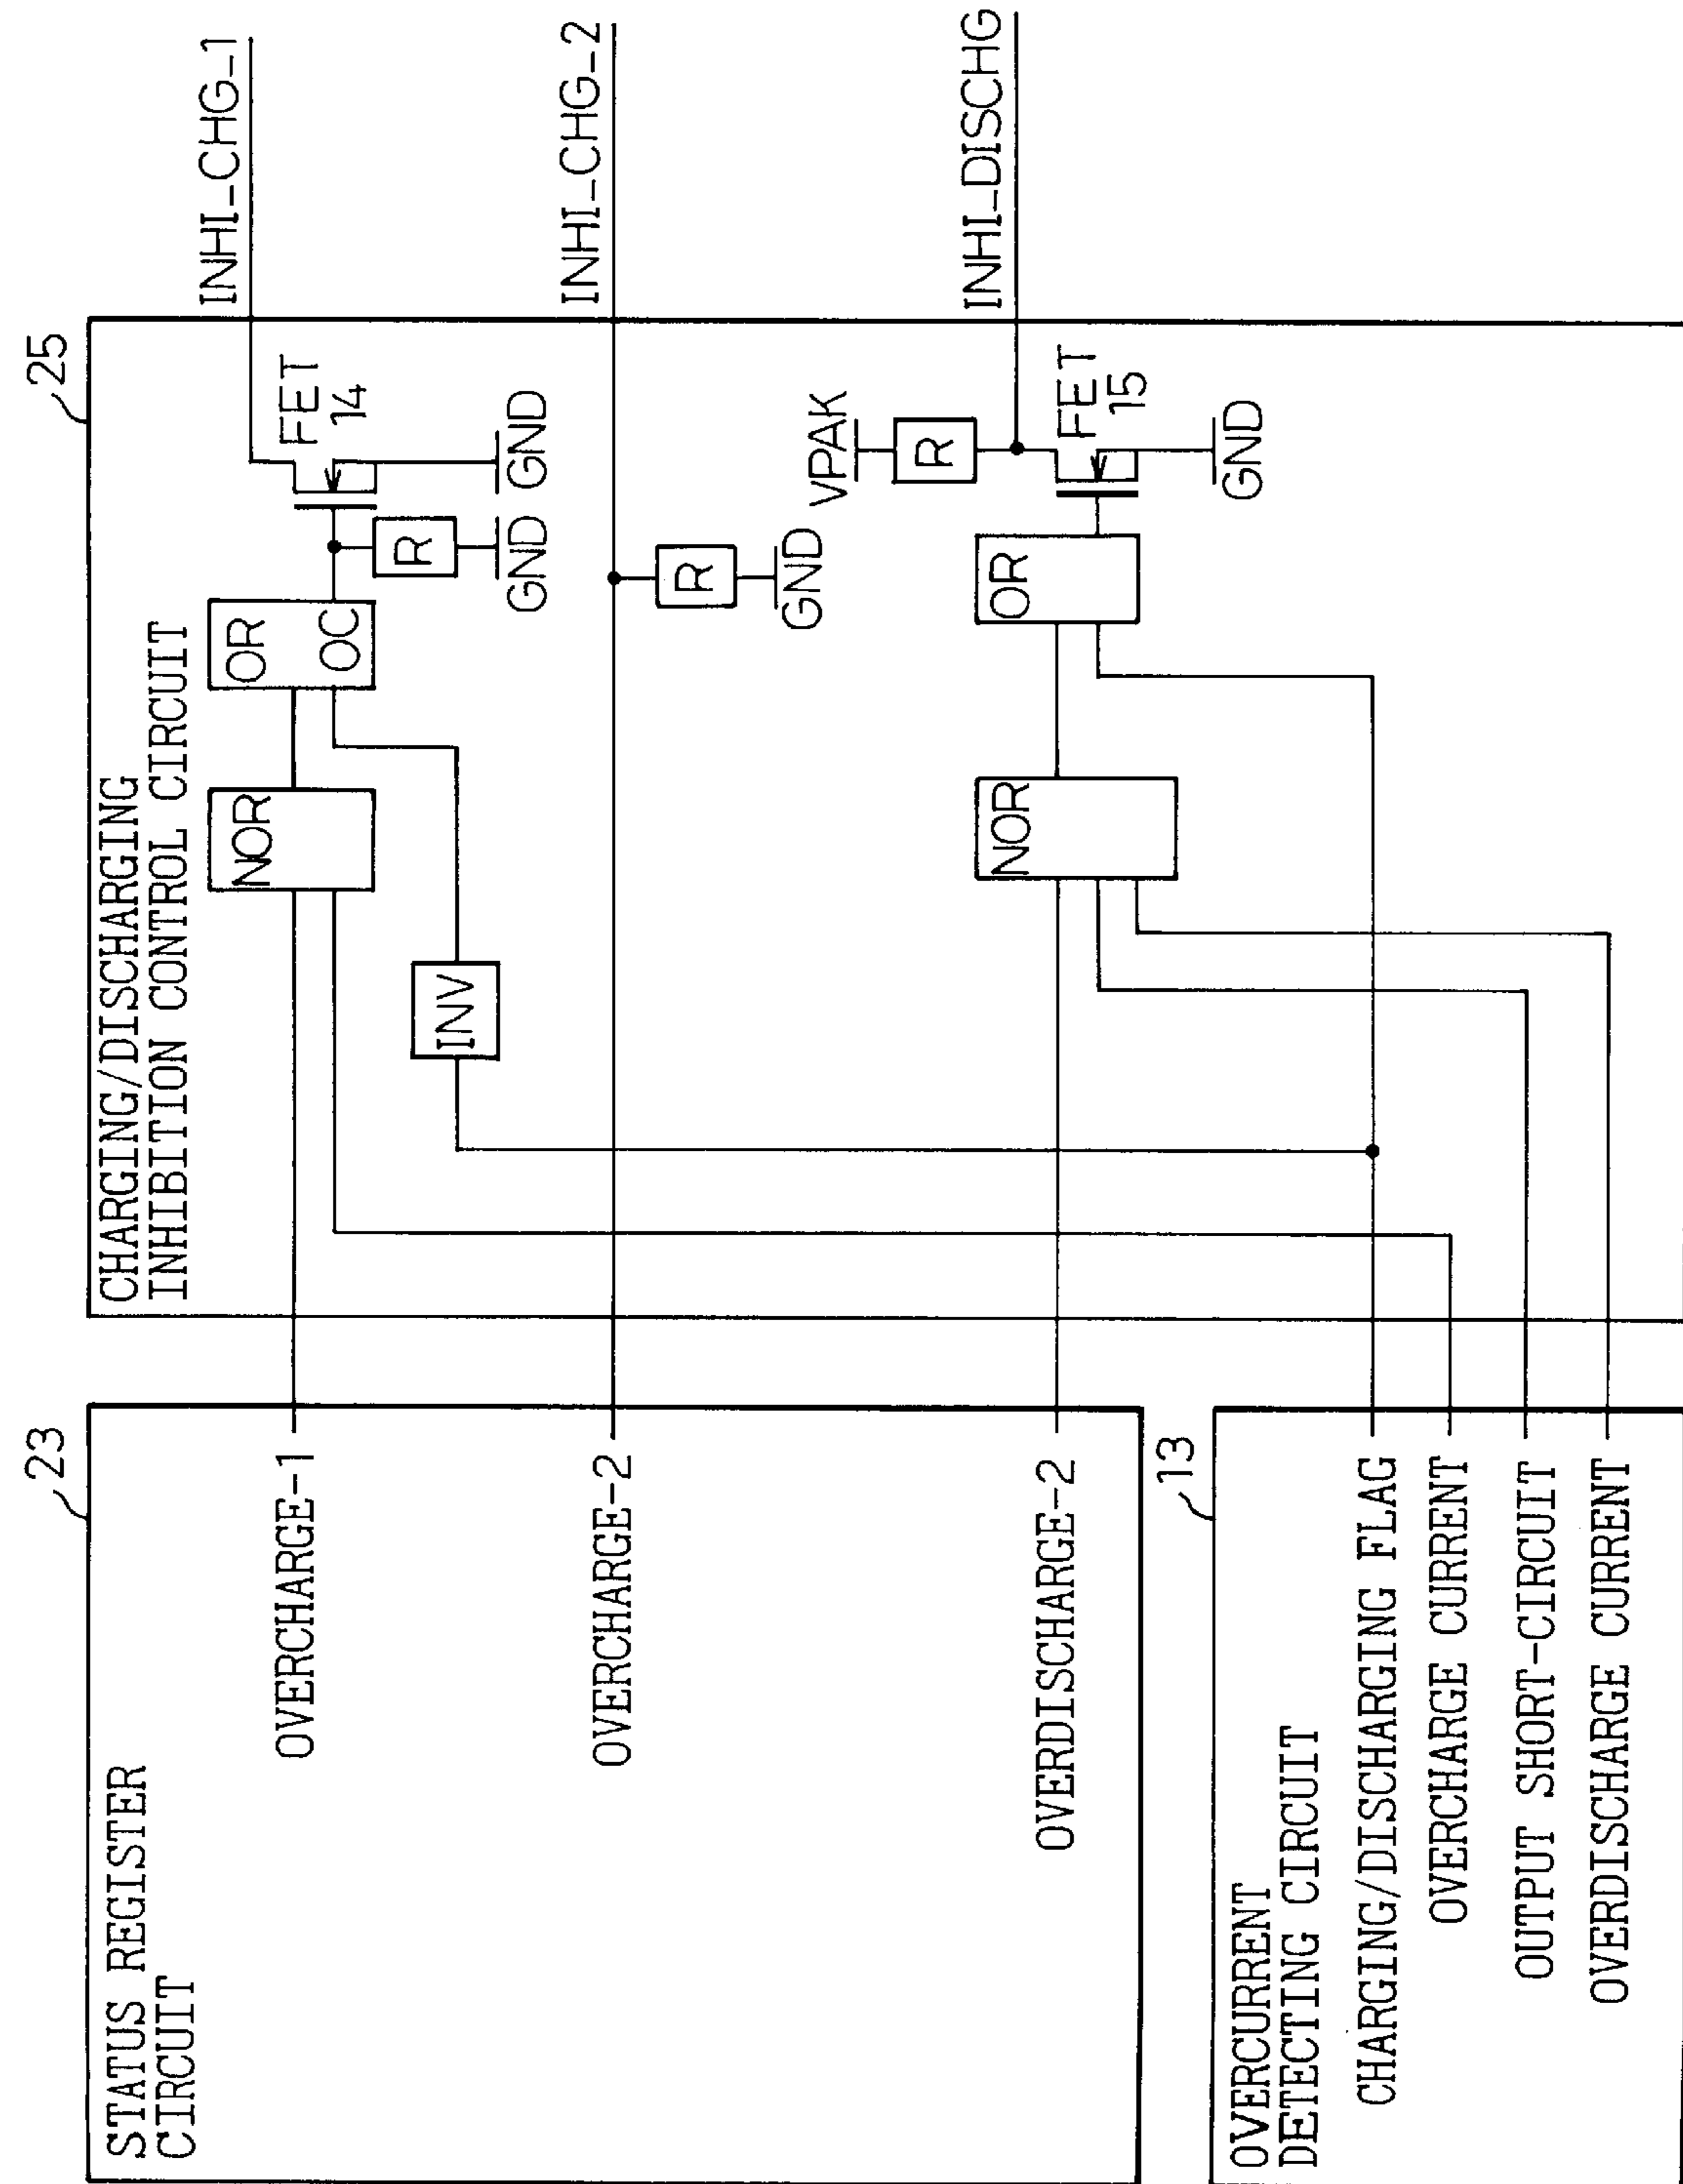 STATUS REGISTER
CIRCUIT
23
OVERCHARGE-1
OVERCHARGE-2
OVERDISCHARGE-2
OVERCURRENT
DETECTING CIRCUIT
13
CHARGING/DISCHARGING FLAG
OVERCHARGE CURRENT
OUTPUT SHORT-CIRCUIT
OVERDISCHARGE CURRENT
CHARGING/DISCHARGING
INHIBITION CONTROL CIRCUIT
25
NOR
OR
OC
INV
R
GND
FET
14
GND
INHI_CHG_1
R
GND
INHI_CHG_2
NOR
OR
VPAK
R
FET
15
GND
INHI_DISCHG